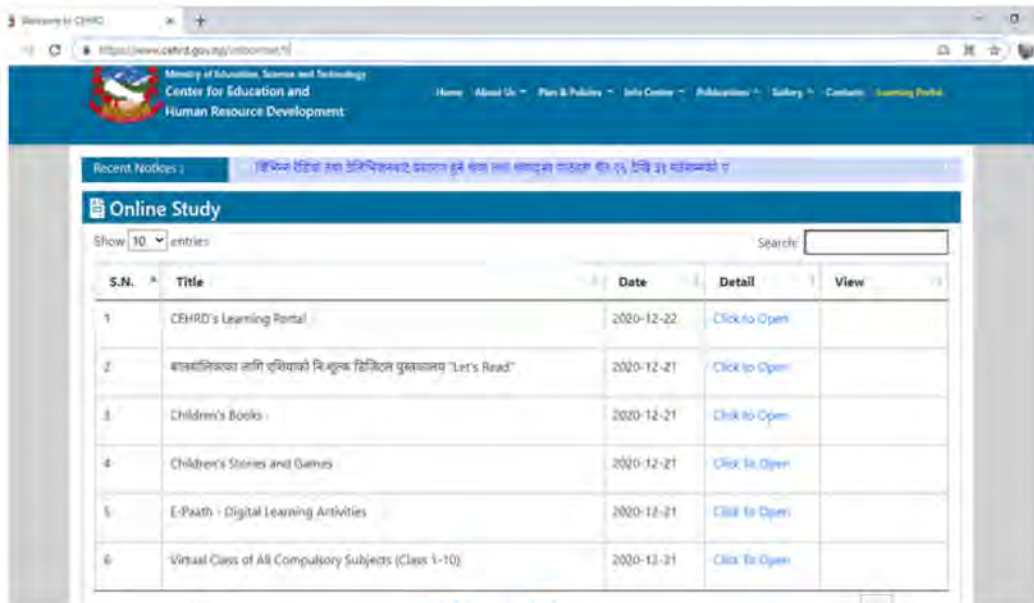 Welcome to CEHRD
Ministry of Education, Science and Technology
Center for Education and
Human Resource Development
Home About Us Plan & Policies Info Center Publications Gallery Contacts Learning Portal
Recent Notices :
Online Study
Show 10 entries
Search:
S.N. Title Date Detail View
1 CEHRD's Learning Portal 2020-12-22 Click to Open
2 बालबालिकाका लागि एशियाको नि:शुल्क डिजिटल पुस्तकालय "Let's Read" 2020-12-21 Click to Open
3 Children's Books 2020-12-21 Click to Open
4 Children's Stories and Games 2020-12-21 Click To Open
5 E-Paath - Digital Learning Activities 2020-12-21 Click To Open
6 Virtual Class of All Compulsory Subjects (Class 1-10) 2020-12-21 Click To Open